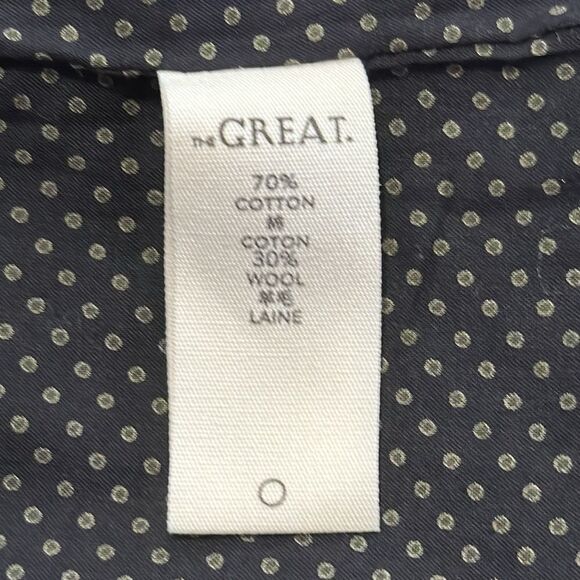 THE GREAT.
70%
COTTON
棉
COTON
30%
WOOL
羊毛
LAINE